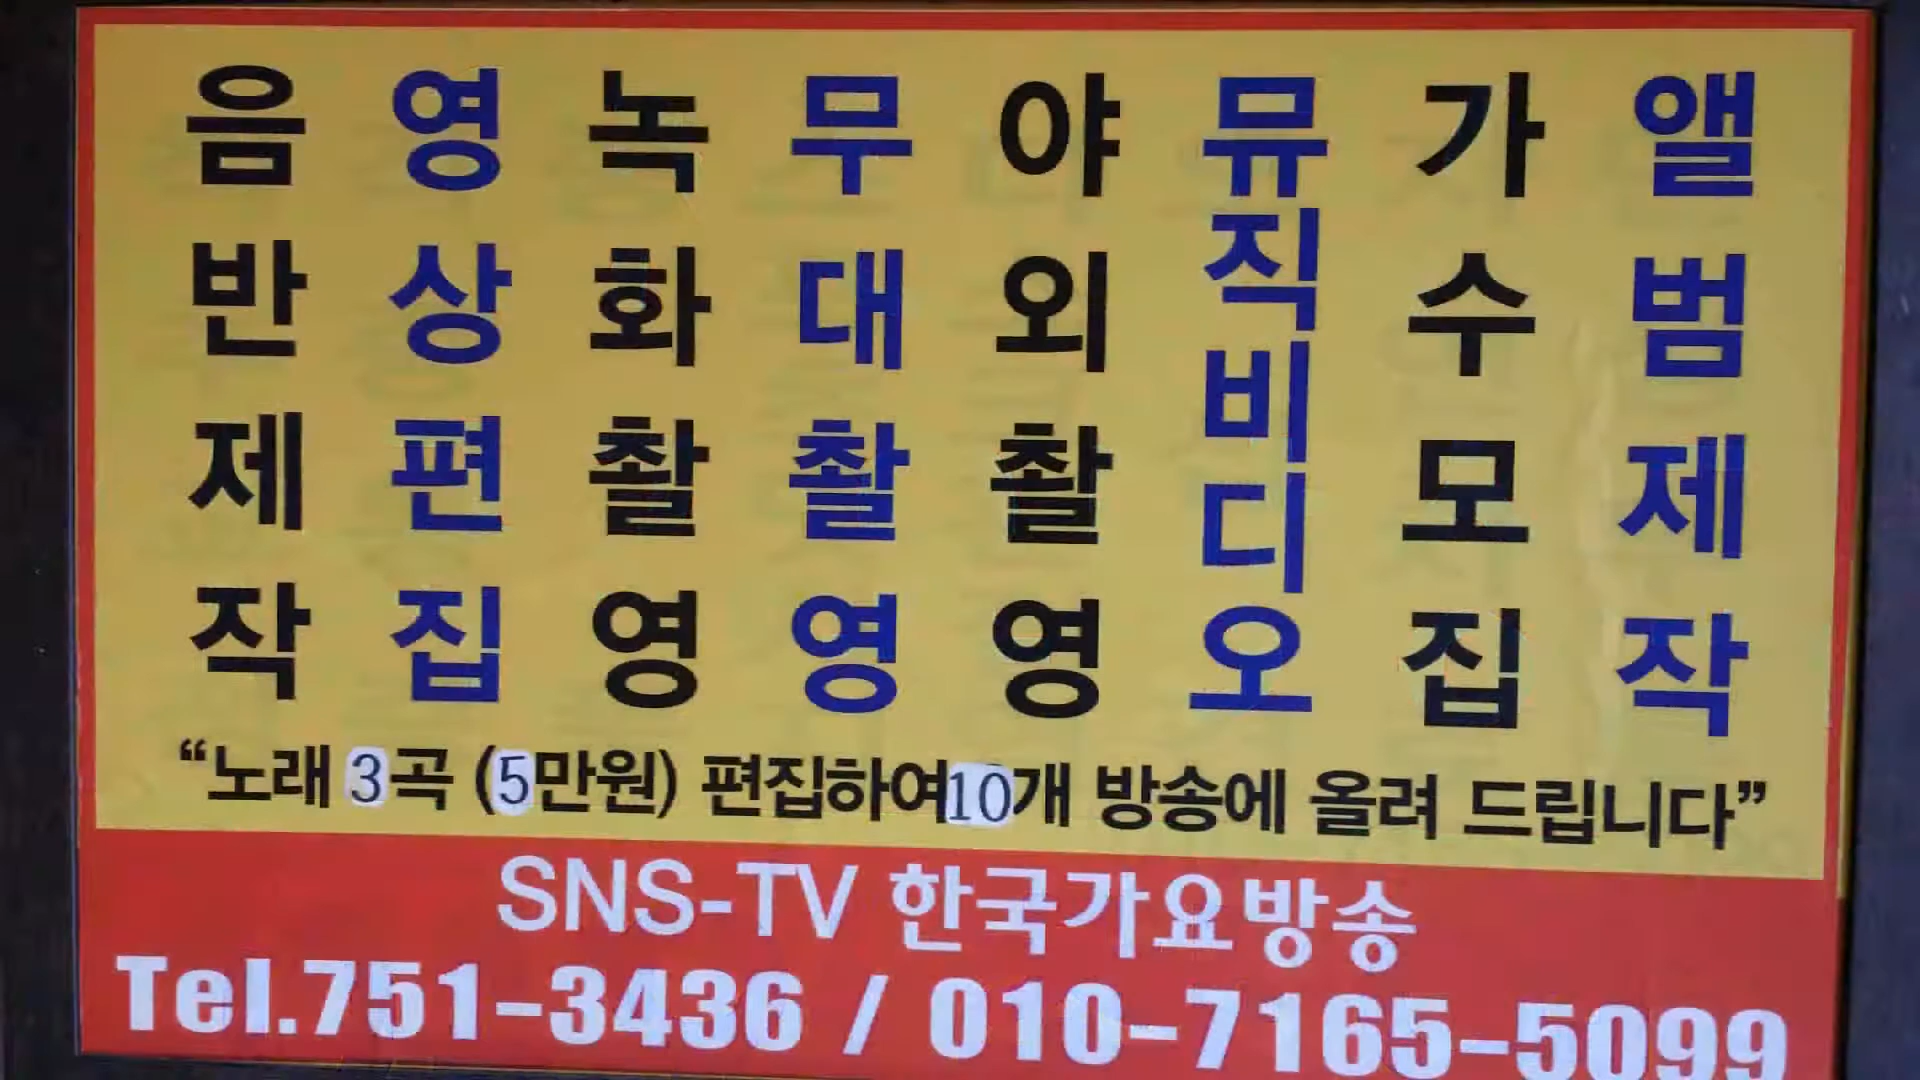 음반제작
영상편집
녹화촬영
무대촬영
야외촬영
뮤직비디오
가수모집
앨범제작
“노래 3곡 (5만원) 편집하여10개 방송에 올려 드립니다”
SNS-TV 한국가요방송
Tel.751-3436 / 010-7165-5099